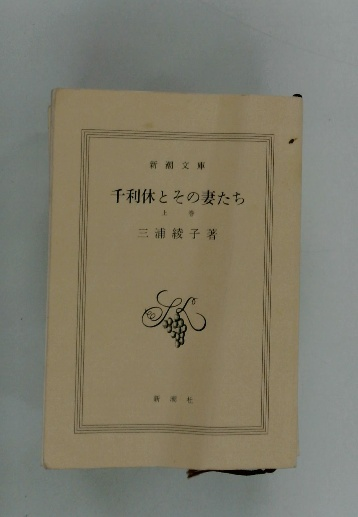 新潮文庫
千利休とその妻たち
上巻
三浦綾子著
新潮社